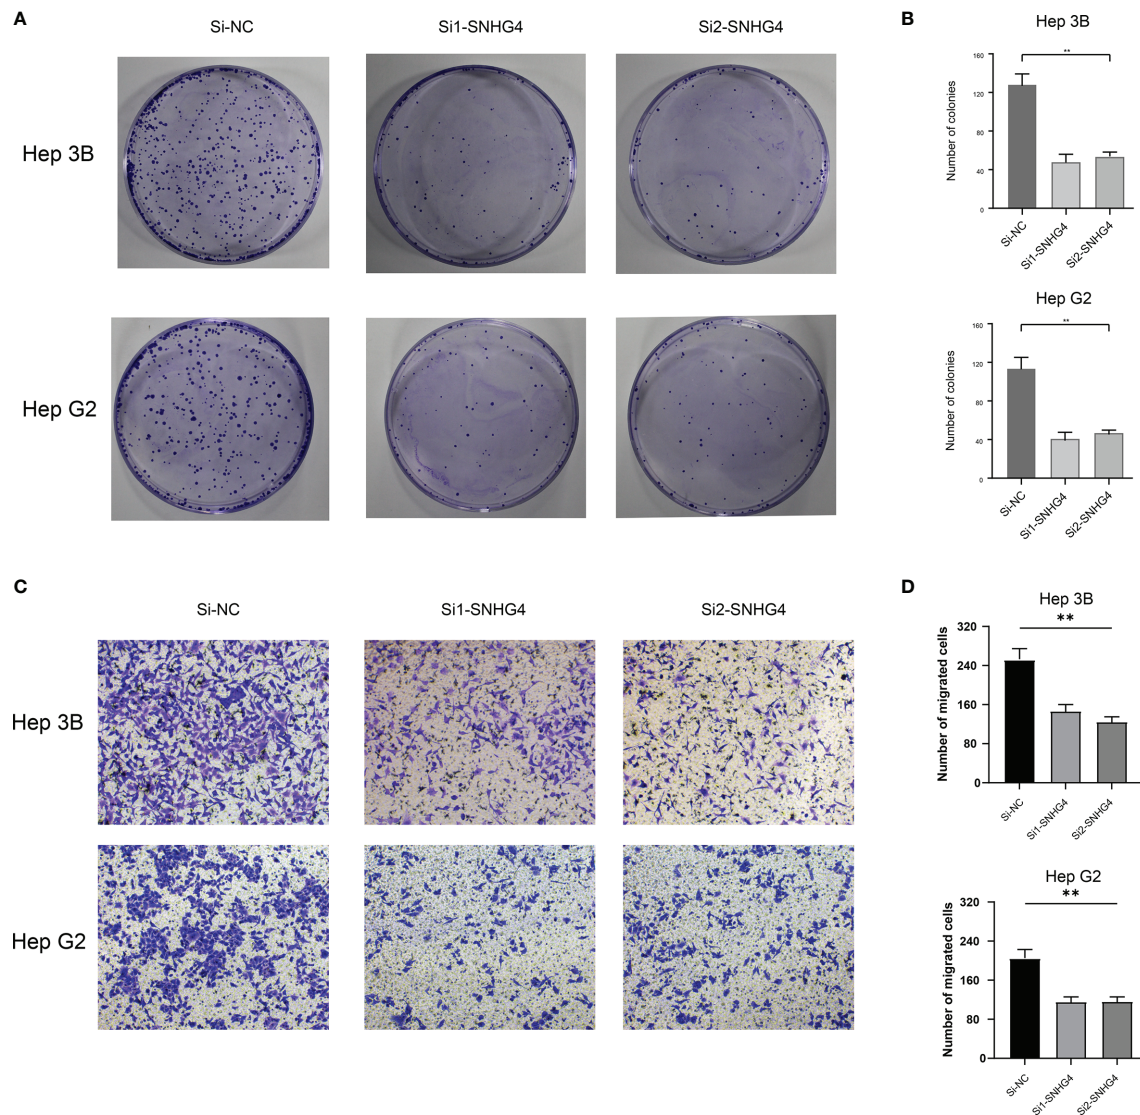 A
Si-NC
Si1-SNHG4
Si2-SNHG4
Hep 3B
Hep G2
B
Hep 3B
Number of colonies
160
120
80
40
0
**
Si-NC
Si1-SNHG4
Si2-SNHG4
Hep G2
Number of colonies
160
120
80
40
0
**
Si-NC
Si1-SNHG4
Si2-SNHG4
C
Si-NC
Si1-SNHG4
Si2-SNHG4
Hep 3B
Hep G2
D
Hep 3B
Number of migrated cells
320
240
160
80
0
**
Si-NC
Si1-SNHG4
Si2-SNHG4
Hep G2
Number of migrated cells
320
240
160
80
0
**
Si-NC
Si1-SNHG4
Si2-SNHG4